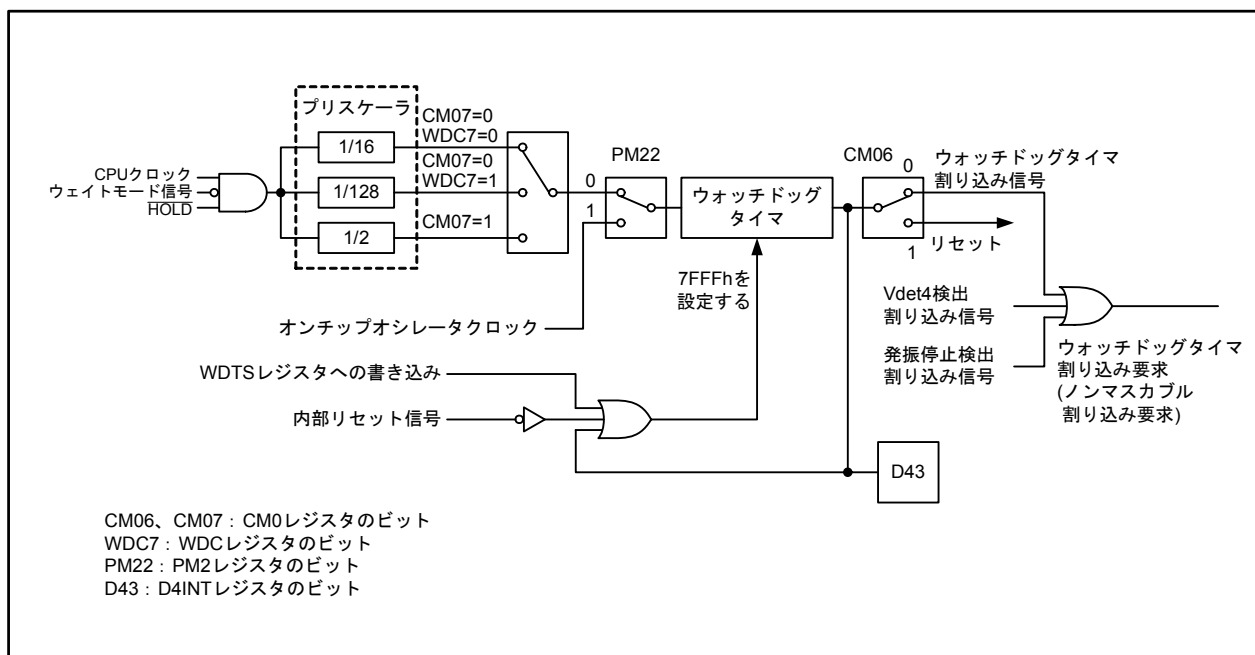 プリスケーラ
1/16
1/128
1/2
CPUクロック
ウェイトモード信号
HOLD
CM07=0
WDC7=0
CM07=0
WDC7=1
CM07=1
PM22
0
1
ウォッチドッグ
タイマ
CM06
0
1
ウォッチドッグタイマ
割り込み信号
リセット
7FFFhを
設定する
Vdet4検出
割り込み信号
発振停止検出
割り込み信号
ウォッチドッグタイマ
割り込み要求
(ノンマスカブル
割り込み要求)
オンチップオシレータクロック
WDTSレジスタへの書き込み
内部リセット信号
D43
CM06、CM07：CM0レジスタのビット
WDC7：WDCレジスタのビット
PM22：PM2レジスタのビット
D43：D4INTレジスタのビット